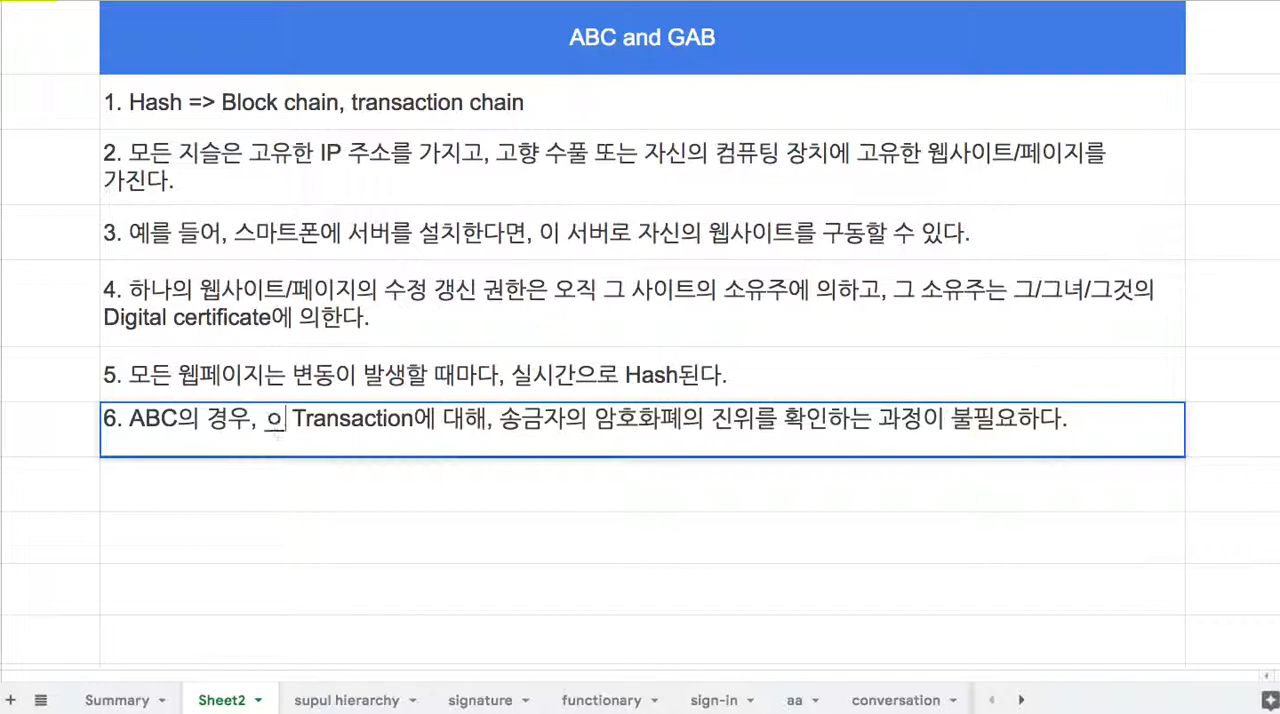 ABC and GAB
1. Hash => Block chain, transaction chain
2. 모든 지슬은 고유한 IP 주소를 가지고, 고향 수풀 또는 자신의 컴퓨팅 장치에 고유한 웹사이트/페이지를
가진다.
3. 예를 들어, 스마트폰에 서버를 설치한다면, 이 서버로 자신의 웹사이트를 구동할 수 있다.
4. 하나의 웹사이트/페이지의 수정 갱신 권한은 오직 그 사이트의 소유주에 의하고, 그 소유주는 그/그녀/그것의
Digital certificate에 의한다.
5. 모든 웹페이지는 변동이 발생할 때마다, 실시간으로 Hash된다.
6. ABC의 경우, 으 Transaction에 대해, 송금자의 암호화폐의 진위를 확인하는 과정이 불필요하다.
Summary Sheet2 supul hierarchy signature functionary sign-in aa conversation